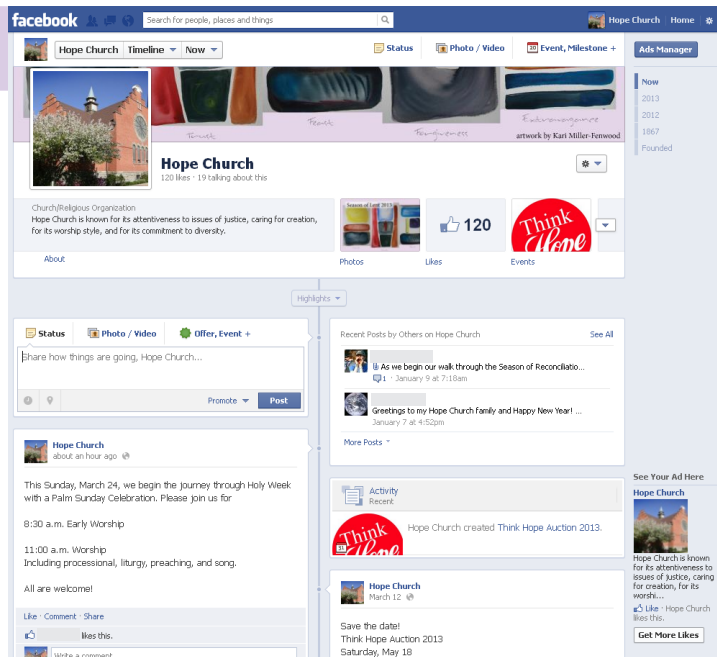 facebook
Search for people, places and things
Hope Church
Home
Hope Church
Timeline
Now
Status
Photo / Video
Event, Milestone +
Ads Manager
Now
2013
2012
1867
Founded
Trust
Trust
Forgiveness
Extravagance
artwork by Kari Miller-Fenwood
Hope Church
120 likes · 19 talking about this
Church/Religious Organization
Hope Church is known for its attentiveness to issues of justice, caring for creation,
for its worship style, and for its commitment to diversity.
About
Season of Lent 2013
Photos
120
Likes
Think
Hope
Events
Highlights
Status
Photo / Video
Offer, Event +
Share how things are going, Hope Church...
Promote
Post
Recent Posts by Others on Hope Church
See All
As we begin our walk through the Season of Reconciliatio...
1 · January 9 at 7:18am
Greetings to my Hope Church family and Happy New Year! ...
January 7 at 4:52pm
More Posts
Hope Church
about an hour ago
This Sunday, March 24, we begin the journey through Holy Week
with a Palm Sunday Celebration. Please join us for
8:30 a.m. Early Worship
11:00 a.m. Worship
Including processional, liturgy, preaching, and song.
All are welcome!
Like · Comment · Share
likes this.
Write a comment...
Activity
Recent
Think
31
Hope Church created Think Hope Auction 2013.
Hope Church
March 12
Save the date!
Think Hope Auction 2013
Saturday, May 18
See Your Ad Here
Hope Church
Hope Church is known
for its attentiveness to
issues of justice, caring
for creation, for its
worshi...
Like · Hope Church
likes this.
Get More Likes